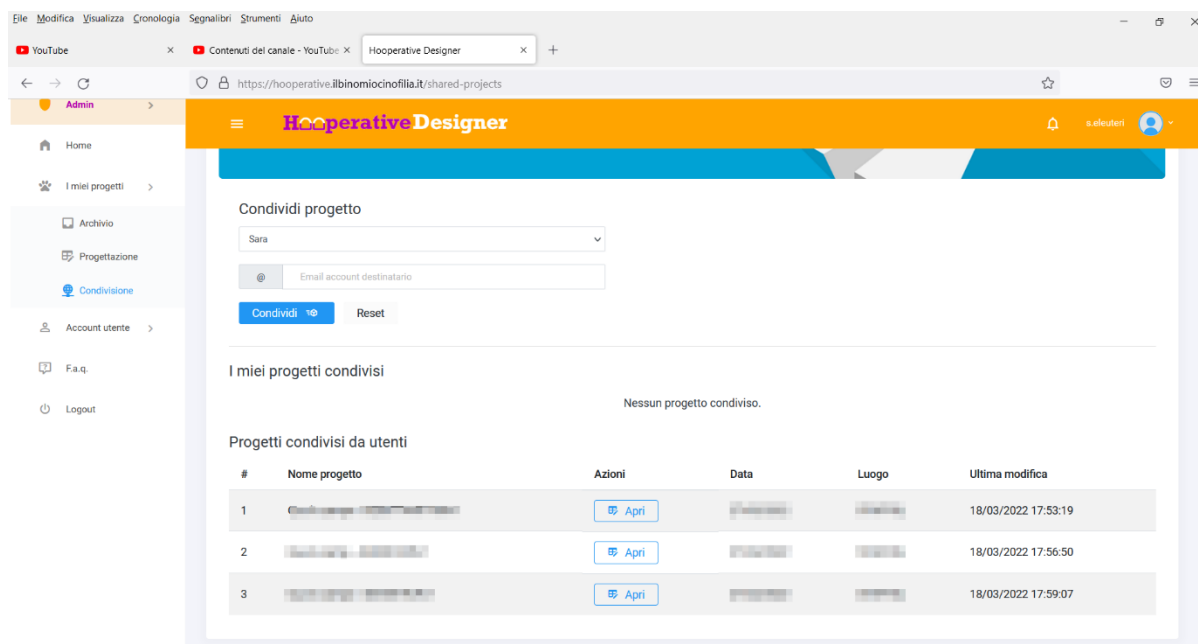 File Modifica Visualizza Cronologia Segnalibri Strumenti Aiuto
YouTube
Contenuti del canale - YouTube
Hooperative Designer
https://hooperative.ilbinomiocinofilia.it/shared-projects
Admin
Home
I miei progetti
Archivio
Progettazione
Condivisione
Account utente
F.a.q.
Logout
Hooperative Designer
a.eleuteri
Condividi progetto
Sara
@ Email account destinatario
Condividi Reset
I miei progetti condivisi
Nessun progetto condiviso.
Progetti condivisi da utenti
# Nome progetto Azioni Data Luogo Ultima modifica
1 Apri 18/03/2022 17:53:19
2 Apri 18/03/2022 17:56:50
3 Apri 18/03/2022 17:59:07